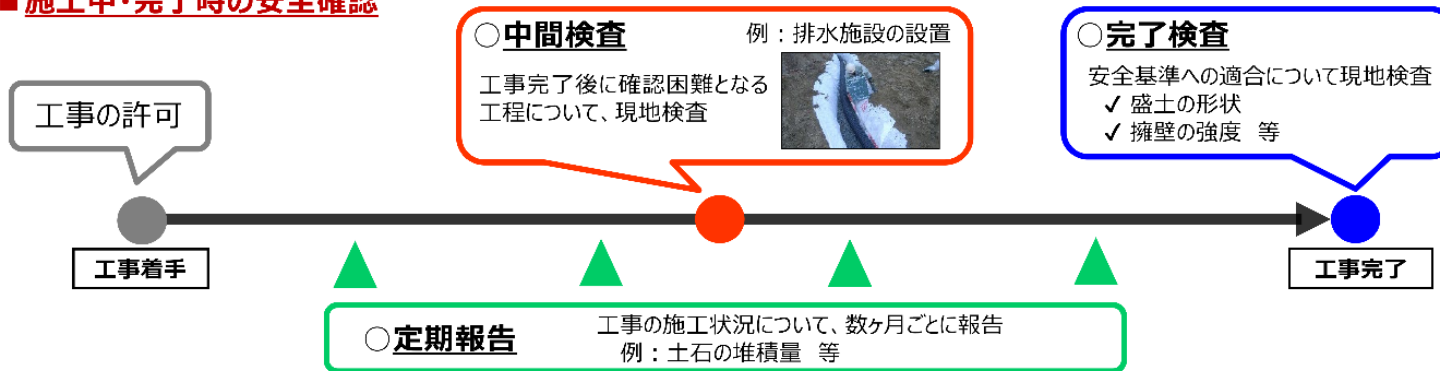 ■施工中・完了時の安全確認
○中間検査
例：排水施設の設置
工事完了後に確認困難となる
工程について、現地検査
○完了検査
安全基準への適合について現地検査
✓ 盛土の形状
✓ 擁壁の強度 等
工事の許可
工事着手
工事完了
○定期報告
工事の施工状況について、数ヶ月ごとに報告
例：土石の堆積量 等